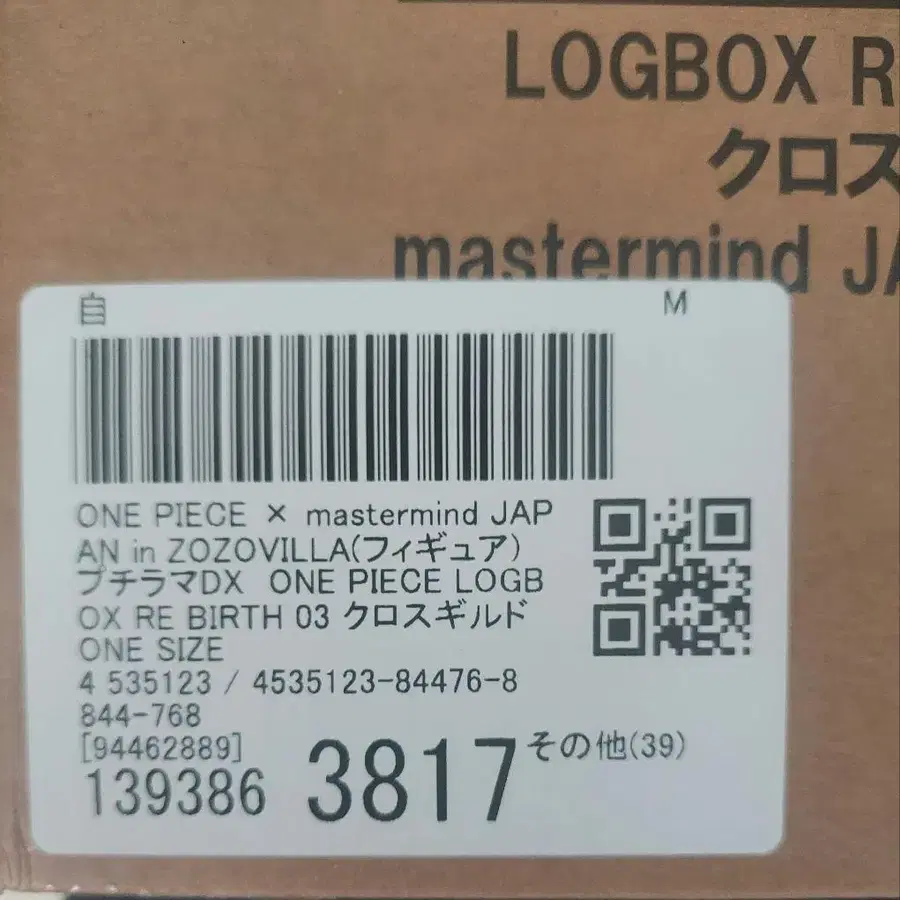 LOGBOX R
クロス
mastermind JA
自 M
ONE PIECE × mastermind JAP
AN in ZOZOVILLA(フィギュア)
プチラマDX ONE PIECE LOGB
OX RE BIRTH 03 クロスギルド
ONE SIZE
4 535123 / 4535123-84476-8
844-768
[94462889]
139386 3817 その他(39)